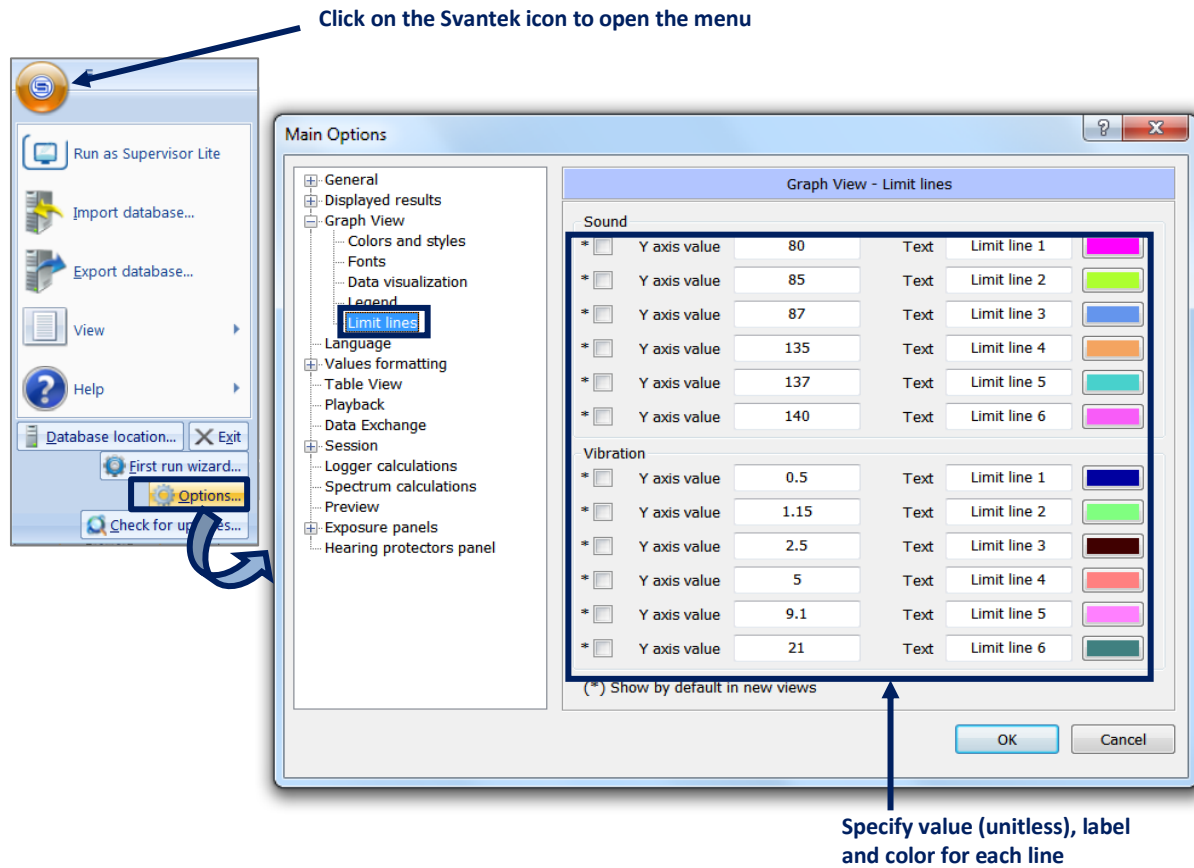 Click on the Svantek icon to open the menu
Run as Supervisor Lite
Import database...
Export database...
View
Help
Database location...
Exit
First run wizard...
Options...
Check for up es...
Main Options
General
Displayed results
Graph View
Colors and styles
Fonts
Data visualization
Legend
Limit lines
Language
Values formatting
Table View
Playback
Data Exchange
Session
Logger calculations
Spectrum calculations
Preview
Exposure panels
Hearing protectors panel
Graph View - Limit lines
Sound
* Y axis value 80 Text Limit line 1
* Y axis value 85 Text Limit line 2
* Y axis value 87 Text Limit line 3
* Y axis value 135 Text Limit line 4
* Y axis value 137 Text Limit line 5
* Y axis value 140 Text Limit line 6
Vibration
* Y axis value 0.5 Text Limit line 1
* Y axis value 1.15 Text Limit line 2
* Y axis value 2.5 Text Limit line 3
* Y axis value 5 Text Limit line 4
* Y axis value 9.1 Text Limit line 5
* Y axis value 21 Text Limit line 6
(*) Show by default in new views
OK
Cancel
Specify value (unitless), label
and color for each line